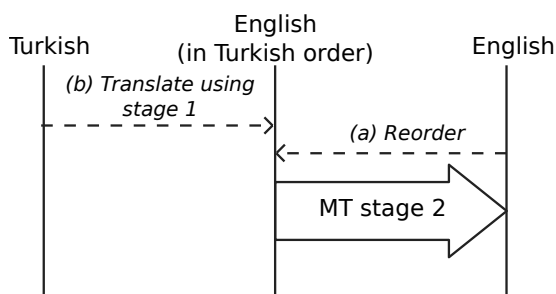 Turkish
English
(in Turkish order)
English
(b) Translate using
stage 1
(a) Reorder
MT stage 2